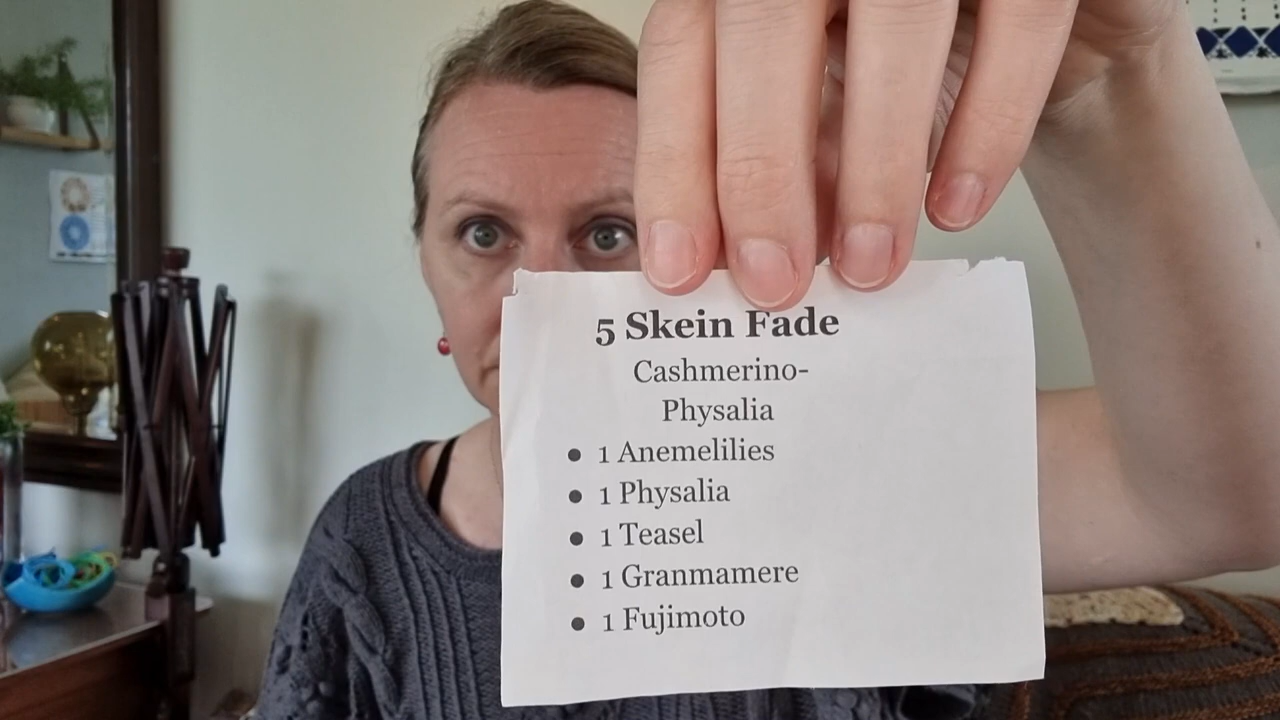 5 Skein Fade
Cashmerino-
Physalia
● 1 Anemelilies
● 1 Physalia
● 1 Teasel
● 1 Granmamere
● 1 Fujimoto